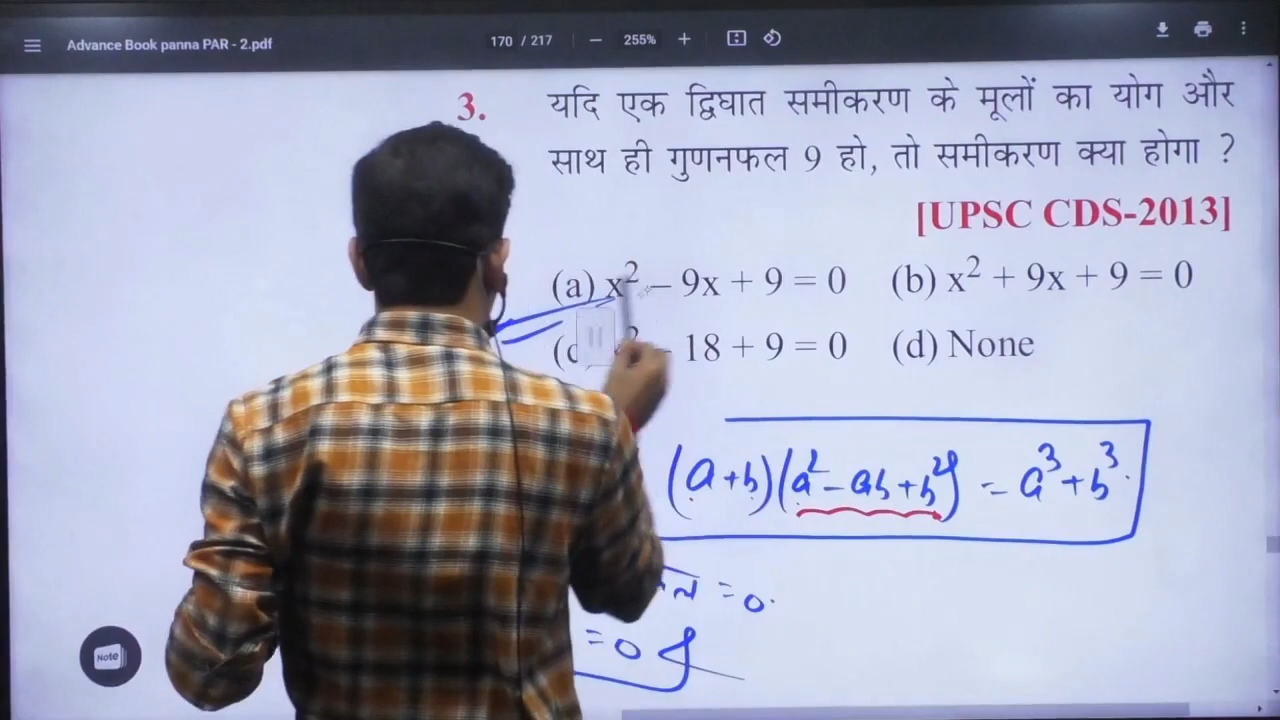 Advance Book panna PAR - 2.pdf 170 / 217 − 255% +
3. यदि एक द्विघात समीकरण के मूलों का योग और
साथ ही गुणनफल 9 हो, तो समीकरण क्या होगा ?
[UPSC CDS-2013]
(a) x² – 9x + 9 = 0 (b) x² + 9x + 9 = 0
18 + 9 = 0 (d) None
(a+b)(a²-ab+b²) = a³+b³
= 0
= 0
Note